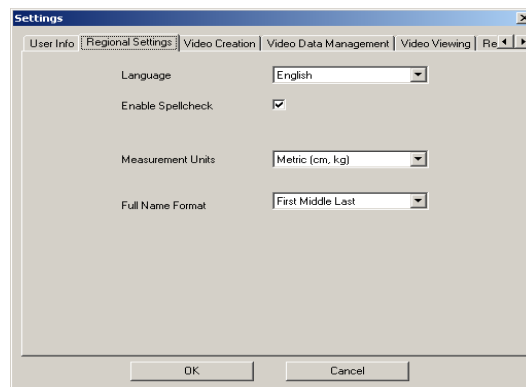 Settings
User Info Regional Settings Video Creation Video Data Management Video Viewing Re
Language English
Enable Spellcheck
Measurement Units Metric (cm, kg)
Full Name Format First Middle Last
OK Cancel